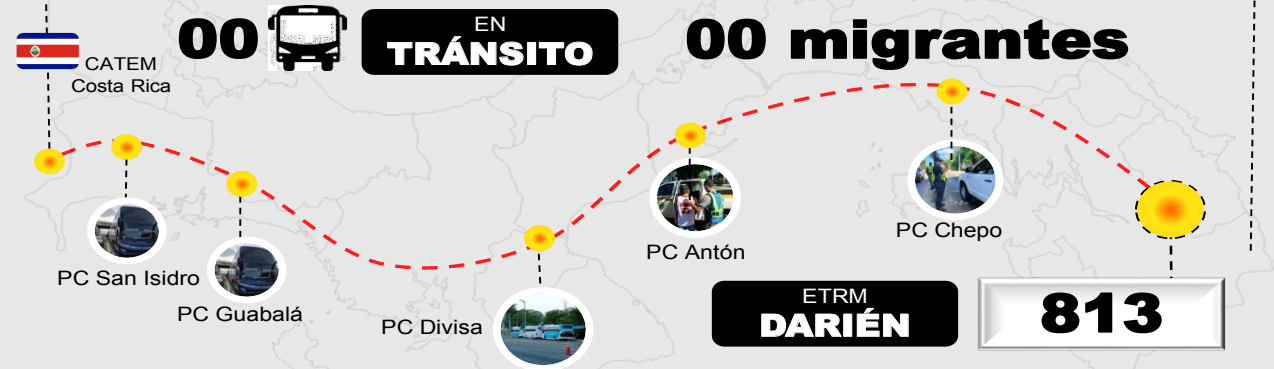 00
EN
TRÁNSITO
00 migrantes
CATEM
Costa Rica
PC San Isidro
PC Guabalá
PC Divisa
PC Antón
PC Chepo
ETRM
DARIÉN
813